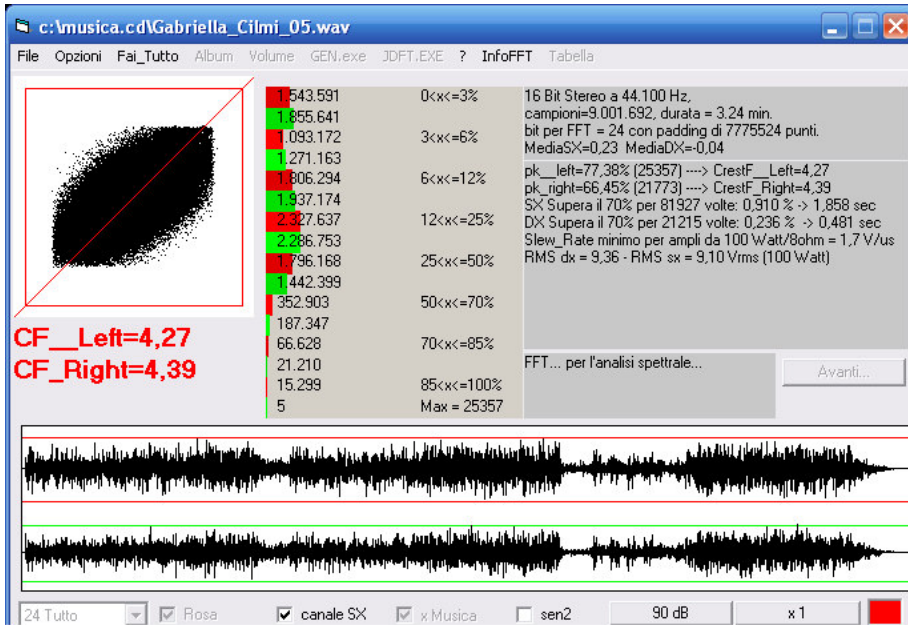 c:\musica.cd\Gabriella_Cilmi_05.wav
File Opzioni Fai_Tutto Album Volume GEN.exe JDFT.EXE ? InfoFFT Tabella
1.543.591 0<x<=3%
1.855.641
1.093.172 3<x<=6%
1.271.163
1.806.294 6<x<=12%
1.937.174
2.327.637 12<x<=25%
2.286.753
1.796.168 25<x<=50%
1.442.399
352.903 50<x<=70%
187.347
66.628 70<x<=85%
21.210
15.299 85<x<=100%
5 Max = 25357
16 Bit Stereo a 44.100 Hz,
campioni=9.001.692, durata = 3.24 min.
bit per FFT = 24 con padding di 7775524 punti.
MediaSX=0,23 MediaDX=-0,04
pk__left=77,38% (25357) ----> CrestF__Left=4,27
pk_right=66,45% (21773) ----> CrestF_Right=4,39
SX Supera il 70% per 81927 volte: 0,910 % -> 1,858 sec
DX Supera il 70% per 21215 volte: 0,236 % -> 0,481 sec
Slew_Rate minimo per ampli da 100 Watt/8ohm = 1,7 V/us
RMS dx = 9,36 - RMS sx = 9,10 Vrms (100 Watt)
CF__Left=4,27
CF_Right=4,39
FFT... per l'analisi spettrale...
Avanti...
24 Tutto Rosa canale SX x Musica sen2 90 dB x 1